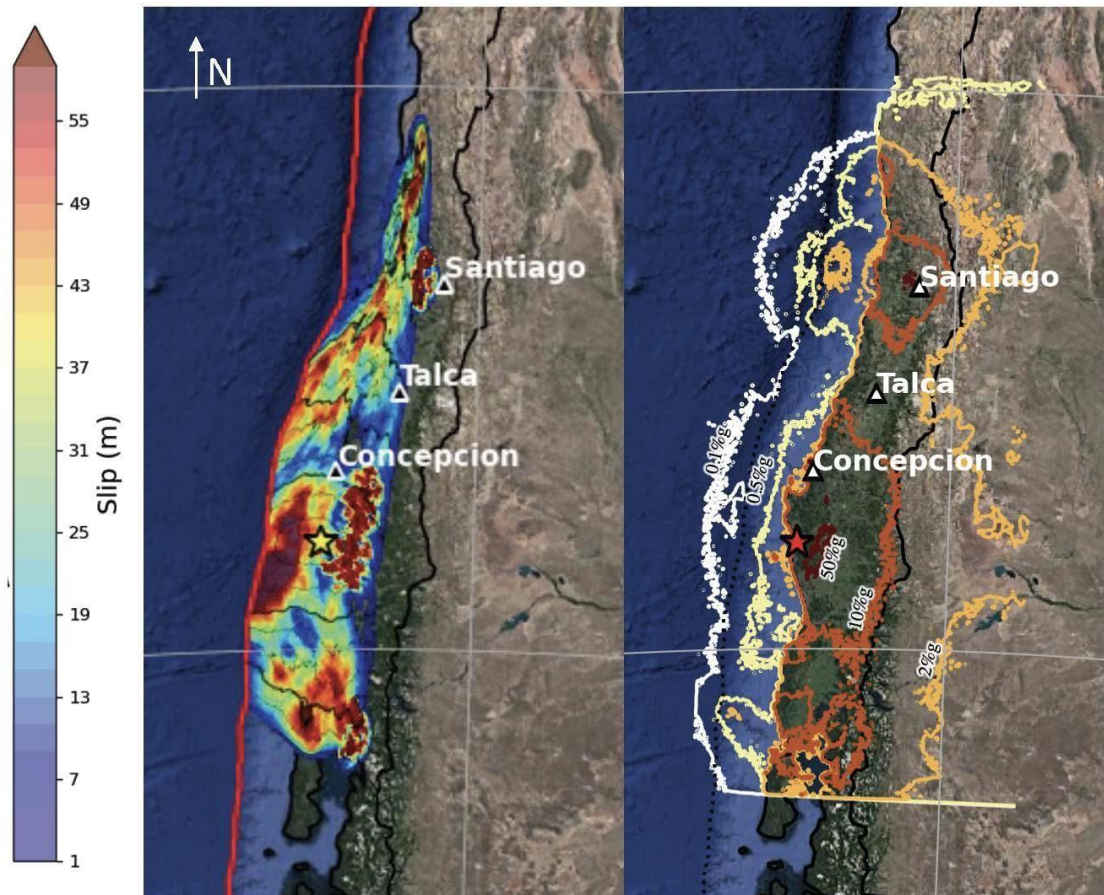 55
49
43
37
31
25
19
13
7
1
Slip (m)
N
Santiago
Talca
Concepcion
Santiago
Talca
Concepcion
0.1%g
0.5%g
50%g
10%g
2%g